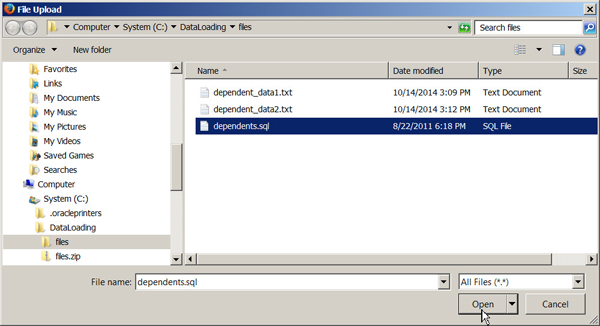 File Upload
Computer System (C:) DataLoading files
Search files
Organize New folder
Favorites
Links
My Documents
My Music
My Pictures
My Videos
Saved Games
Searches
Computer
System (C:)
.oracleprinters
DataLoading
files
files.zip
Name Date modified Type Size
dependent_data1.txt 10/14/2014 3:09 PM Text Document
dependent_data2.txt 10/14/2014 3:12 PM Text Document
dependents.sql 8/22/2011 6:18 PM SQL File
File name: dependents.sql All Files (*.*)
Open Cancel